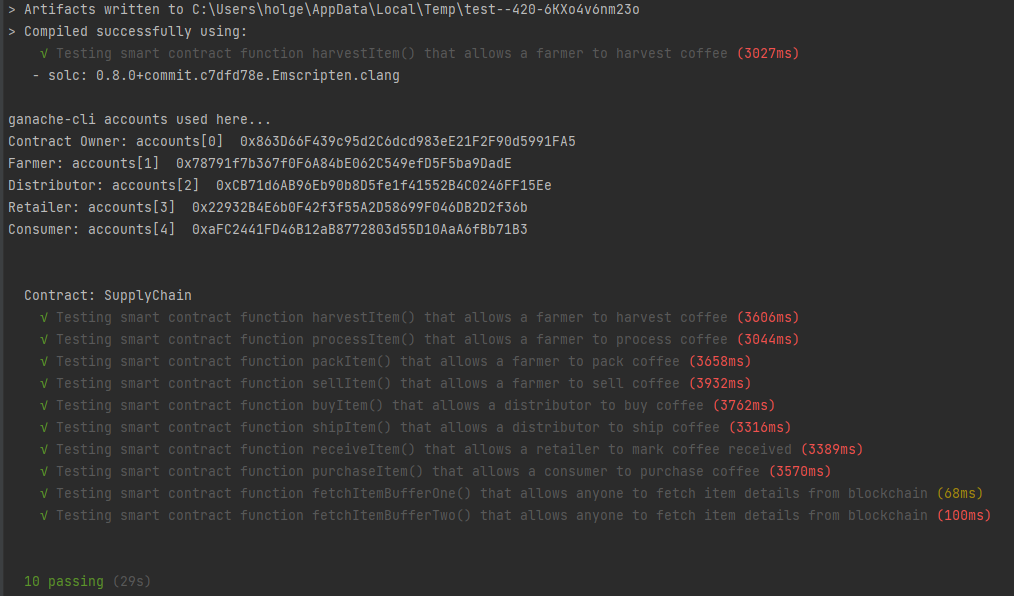 > Artifacts written to C:\Users\holge\AppData\Local\Temp\test--420-6KXo4v6nm23o
> Compiled successfully using:
√ Testing smart contract function harvestItem() that allows a farmer to harvest coffee (3027ms)
- solc: 0.8.0+commit.c7dfd78e.Emscripten.clang
ganache-cli accounts used here...
Contract Owner: accounts[0] 0x863D66F439c95d2C6dcd983eE21F2F90d5991FA5
Farmer: accounts[1] 0x78791f7b367f0F6A84bE062C549efD5F5ba9DadE
Distributor: accounts[2] 0xCB71d6AB96Eb90b8D5fe1f41552B4C0246FF15Ee
Retailer: accounts[3] 0x22932B4E6b0F42f3f55A2D58699F046DB2D2f36b
Consumer: accounts[4] 0xaFC2441FD46B12aB8772803d55D10AaA6fBb71B3
Contract: SupplyChain
√ Testing smart contract function harvestItem() that allows a farmer to harvest coffee (3606ms)
√ Testing smart contract function processItem() that allows a farmer to process coffee (3044ms)
√ Testing smart contract function packItem() that allows a farmer to pack coffee (3658ms)
√ Testing smart contract function sellItem() that allows a farmer to sell coffee (3932ms)
√ Testing smart contract function buyItem() that allows a distributor to buy coffee (3762ms)
√ Testing smart contract function shipItem() that allows a distributor to ship coffee (3316ms)
√ Testing smart contract function receiveItem() that allows a retailer to mark coffee received (3389ms)
√ Testing smart contract function purchaseItem() that allows a consumer to purchase coffee (3570ms)
√ Testing smart contract function fetchItemBufferOne() that allows anyone to fetch item details from blockchain (68ms)
√ Testing smart contract function fetchItemBufferTwo() that allows anyone to fetch item details from blockchain (100ms)
10 passing (29s)